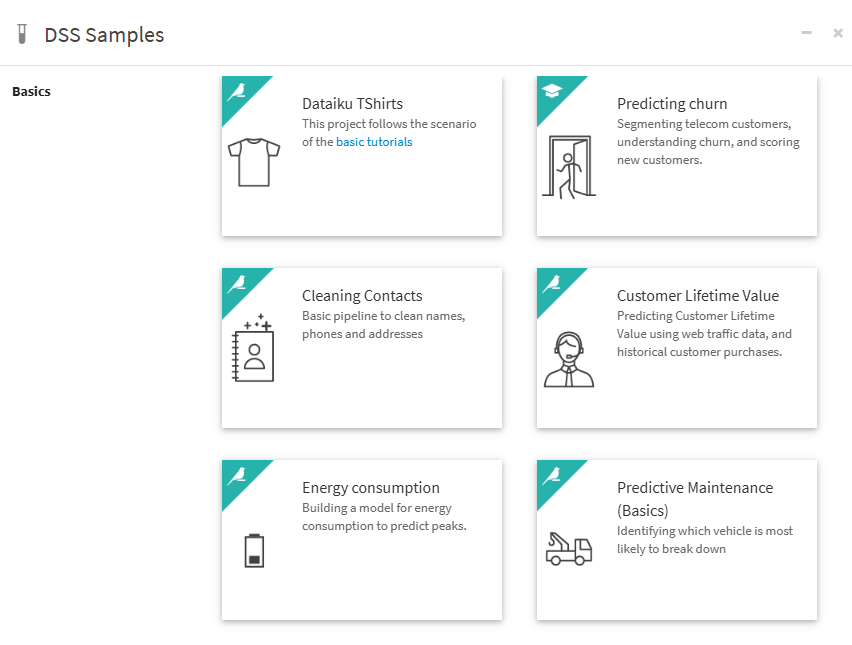 DSS Samples
Basics
Dataiku TShirts
This project follows the scenario
of the basic tutorials
Predicting churn
Segmenting telecom customers,
understanding churn, and scoring
new customers.
Cleaning Contacts
Basic pipeline to clean names,
phones and addresses
Customer Lifetime Value
Predicting Customer Lifetime
Value using web traffic data, and
historical customer purchases.
Energy consumption
Building a model for energy
consumption to predict peaks.
Predictive Maintenance
(Basics)
Identifying which vehicle is most
likely to break down